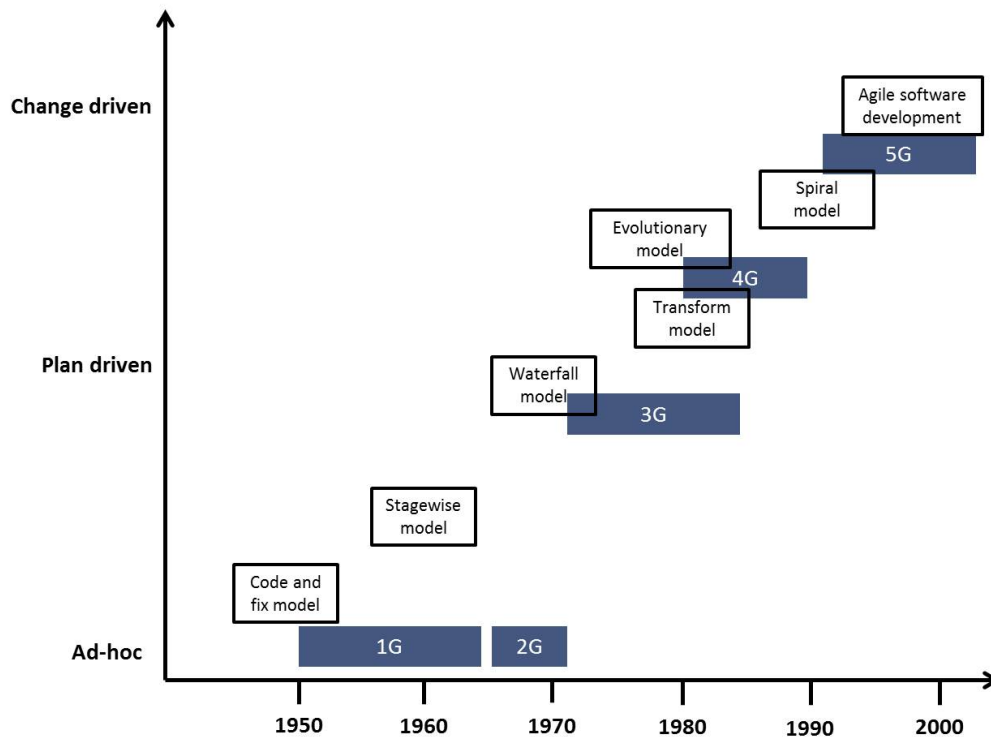 Change driven
Agile software
development
5G
Spiral
model
Evolutionary
model
4G
Transform
model
Plan driven
Waterfall
model
3G
Stagewise
model
Code and
fix model
Ad-hoc
1G
2G
1950
1960
1970
1980
1990
2000